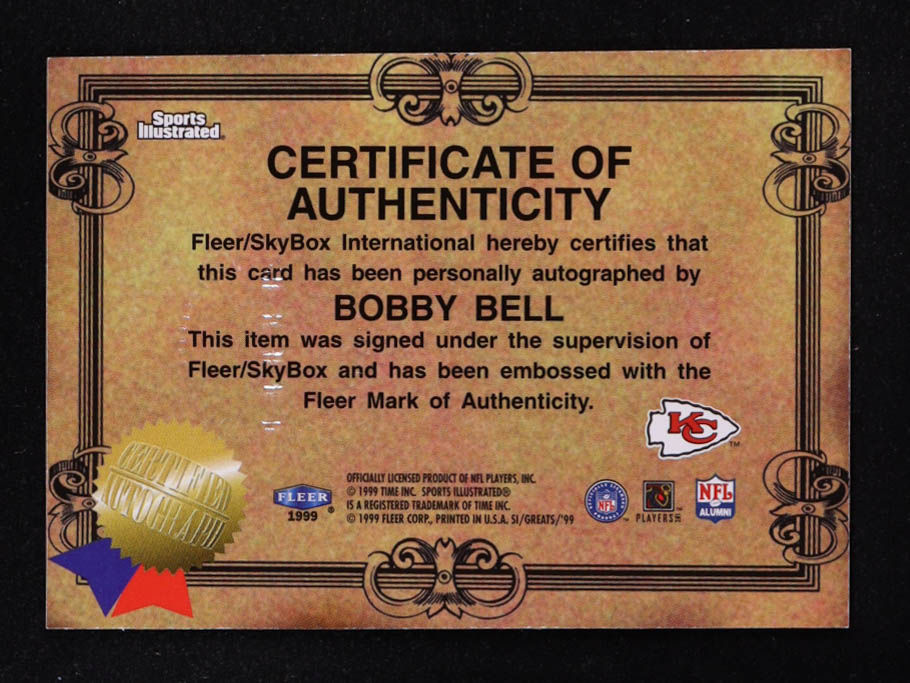 Sports
Illustrated
CERTIFICATE OF
AUTHENTICITY
Fleer/SkyBox International hereby certifies that
this card has been personally autographed by
BOBBY BELL
This item was signed under the supervision of
Fleer/SkyBox and has been embossed with the
Fleer Mark of Authenticity.
KC
TM
CERTIFIED
AUTOGRAPH
FLEER
1999 ®
OFFICIALLY LICENSED PRODUCT OF NFL PLAYERS, INC.
© 1999 TIME INC. SPORTS ILLUSTRATED®
IS A REGISTERED TRADEMARK OF TIME INC.
© 1999 FLEER CORP., PRINTED IN U.S.A. SI/GREATS/'99
NFL
PLAYERS
NFL
ALUMNI